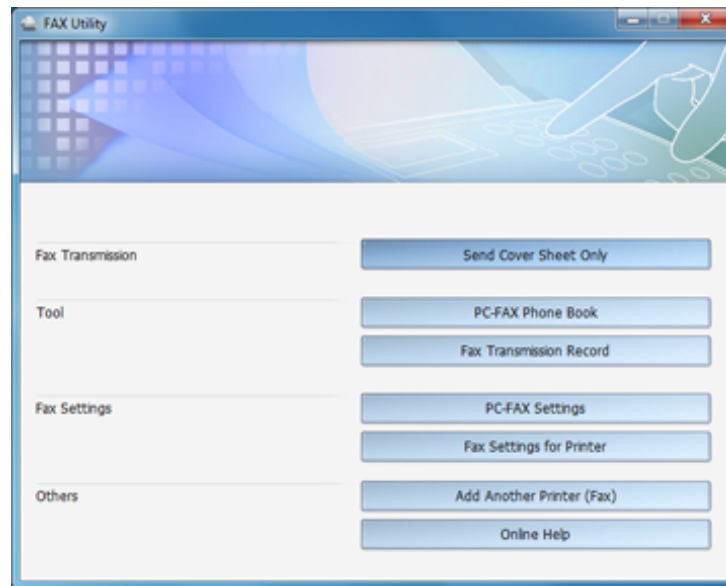 FAX Utility
Fax Transmission
Send Cover Sheet Only
Tool
PC-FAX Phone Book
Fax Transmission Record
Fax Settings
PC-FAX Settings
Fax Settings for Printer
Others
Add Another Printer (Fax)
Online Help